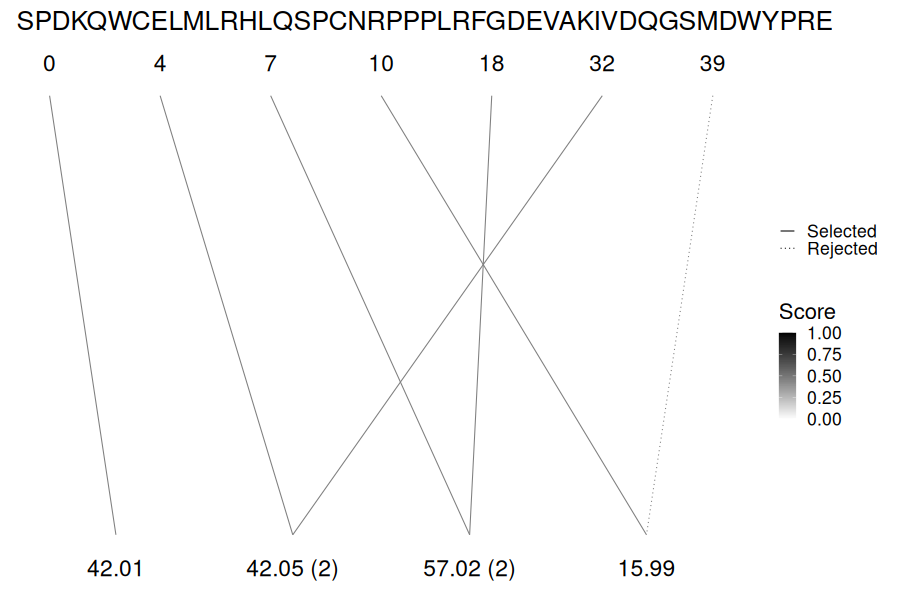 SPDKQWCELMLRHLQSPCNRPPPLRFGDEVAKIVDQGSMDWYPRE
0 4 7 10 18 32 39
Selected
Rejected
Score
1.00
0.75
0.50
0.25
0.00
42.01 42.05 (2) 57.02 (2) 15.99